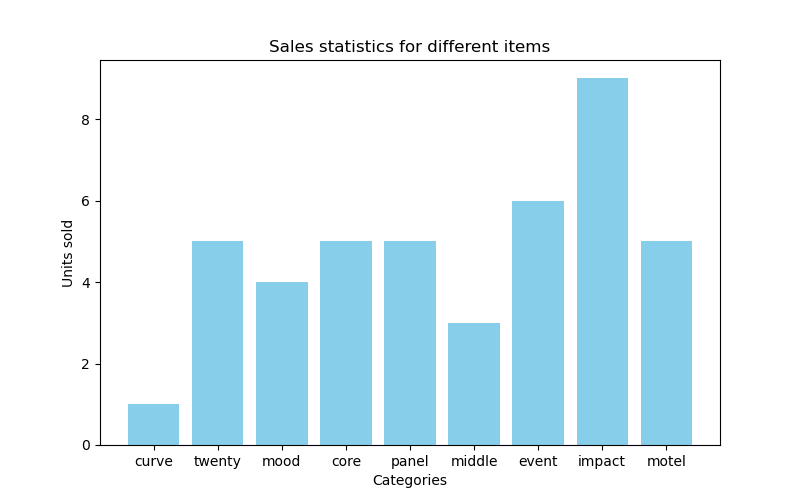 Sales statistics for different items
Units sold
8
6
4
2
0
curve twenty mood core panel middle event impact motel
Categories